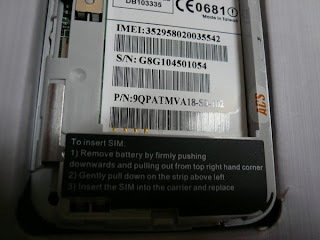 DB103335
CE0681
Made in Taiwan
IMEI:352958020035542
S/N: G8G104501054
P/N:9QPATMVA18-
To insert SIM:
1) Remove battery by firmly pushing
downwards and pulling out from top right hand corner
2) Gently pull down on the strip above left
3) Insert the SIM into the carrier and replace